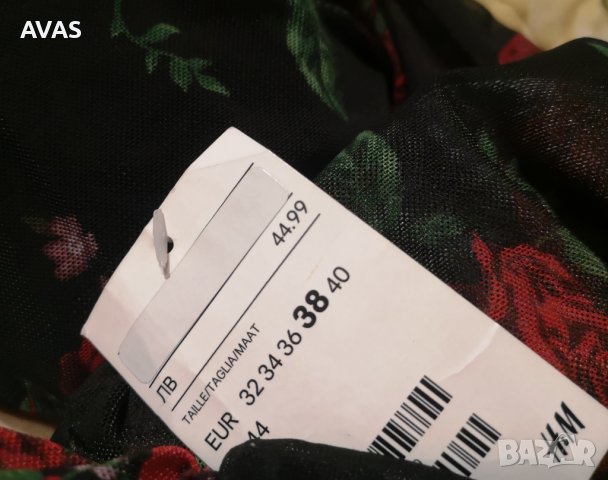 AVAS
ЛВ 44.99
TAILLE/TAGLIA/MAAT
EUR 32 34 36 38 40
44
H&M
bazar